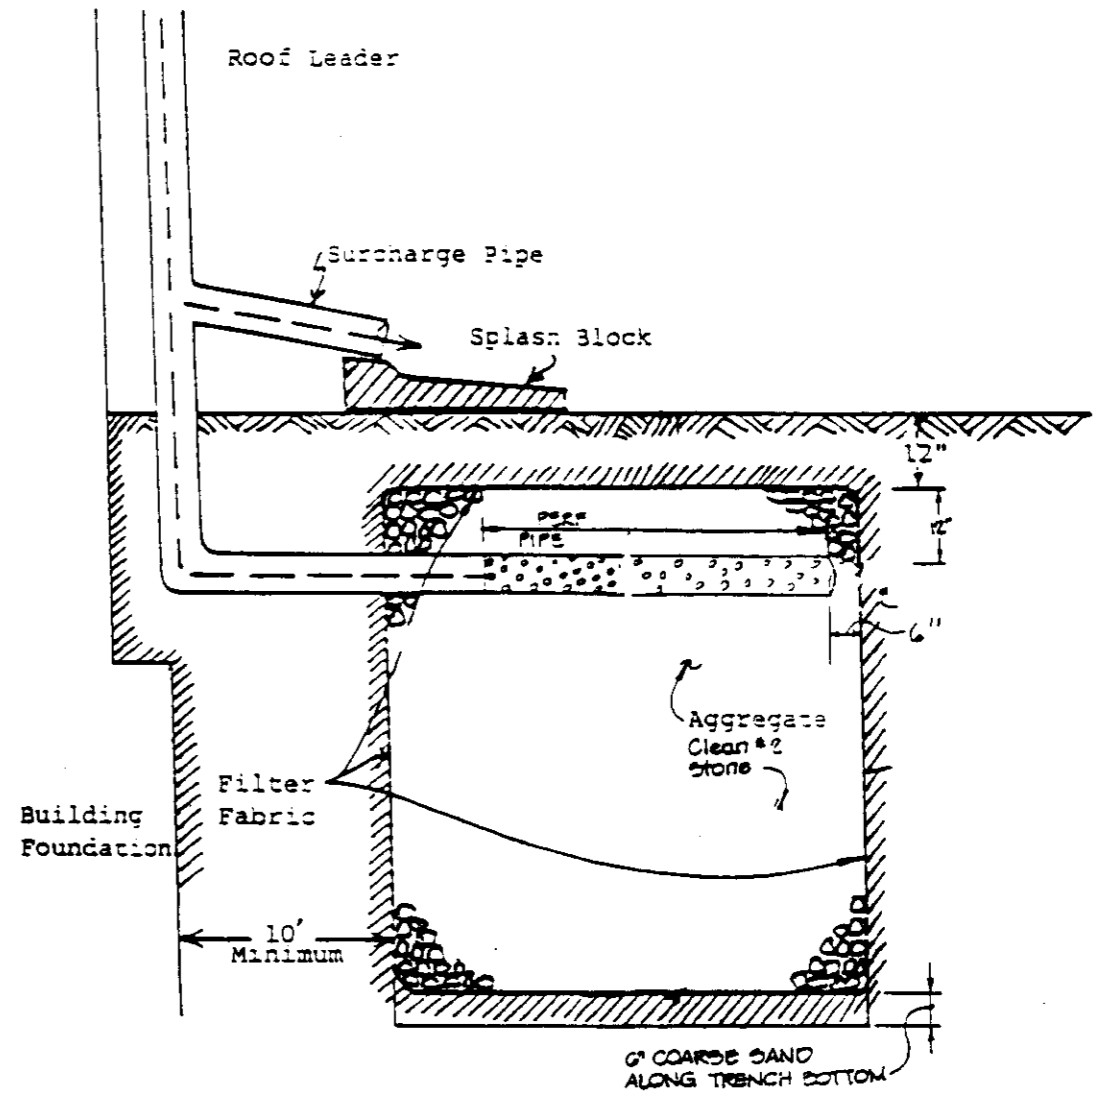 Roof Leader
Surcharge Pipe
Splash Block
12"
PERF
PIPE
12"
6"
Aggregate
Clean #2
Stone
Filter
Fabric
Building
Foundation
10'
Minimum
6" COARSE SAND
ALONG TRENCH BOTTOM